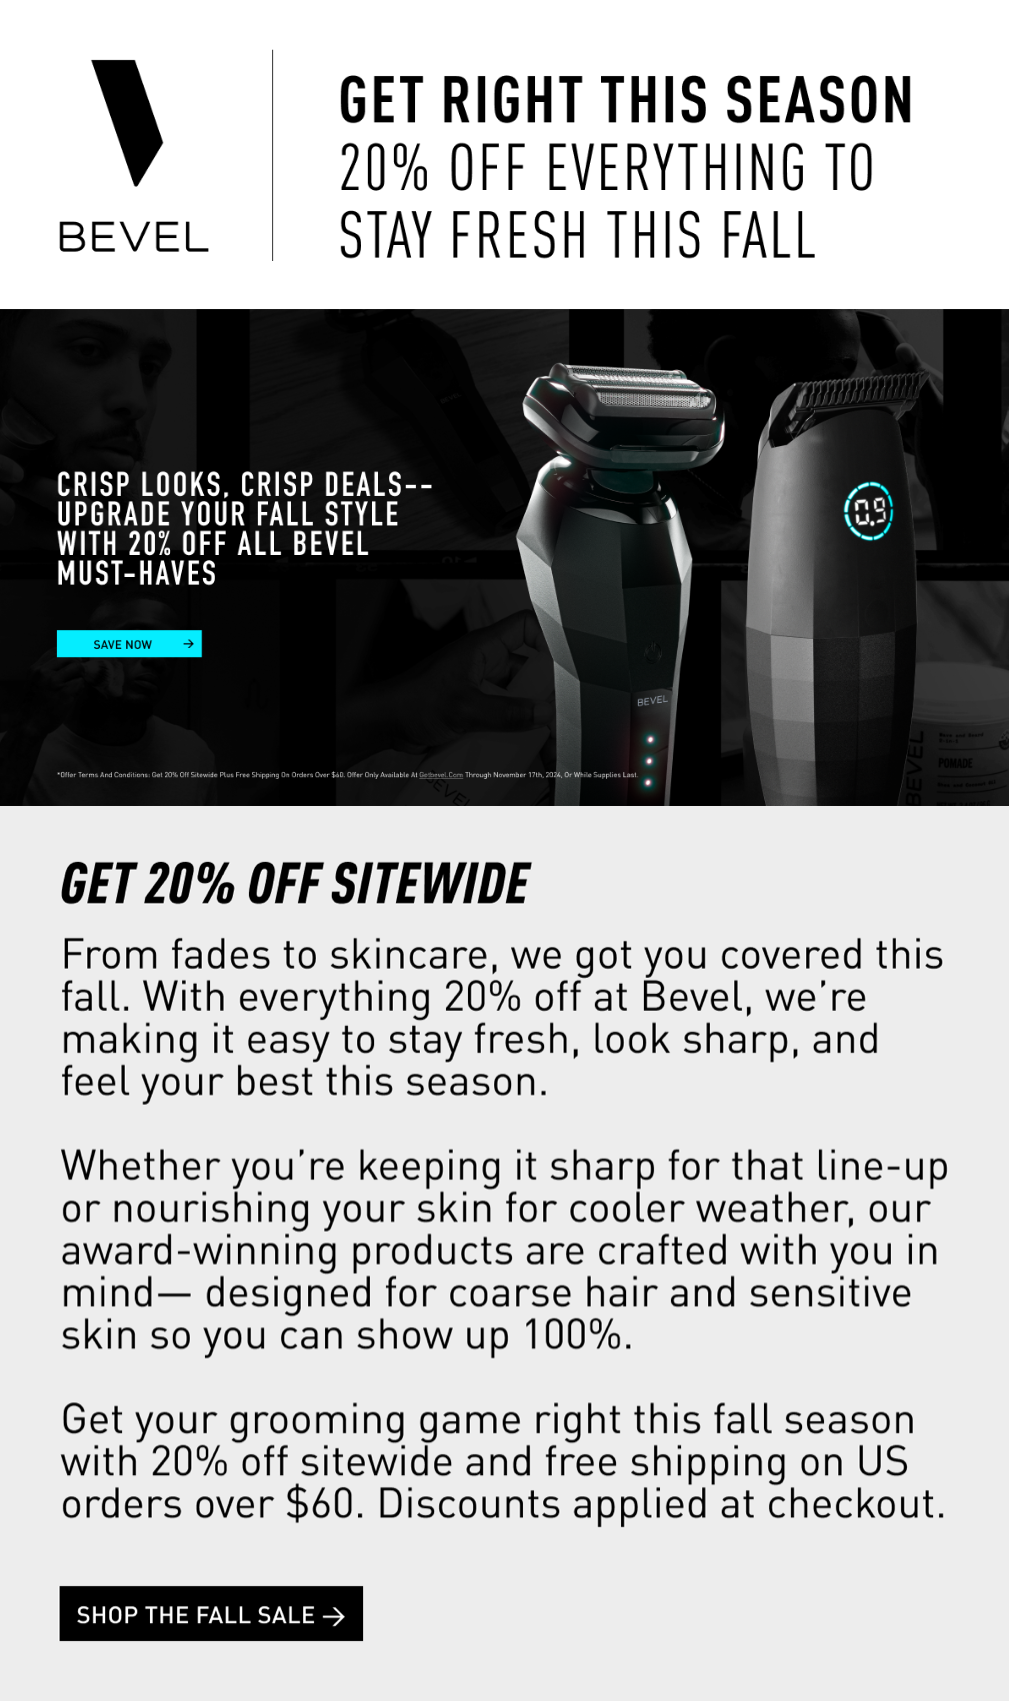 BEVEL
GET RIGHT THIS SEASON
20% OFF EVERYTHING TO
STAY FRESH THIS FALL
CRISP LOOKS, CRISP DEALS--
UPGRADE YOUR FALL STYLE
WITH 20% OFF ALL BEVEL
MUST-HAVES
SAVE NOW →
0.9
BEVEL
BEVEL
POMADE
BEVEL
*Offer Terms And Conditions: Get 20% Off Sitewide Plus Free Shipping On Orders Over $60. Offer Only Available At Getbevel.Com Through November 17th, 2024, Or While Supplies Last.
GET 20% OFF SITEWIDE
From fades to skincare, we got you covered this
fall. With everything 20% off at Bevel, we’re
making it easy to stay fresh, look sharp, and
feel your best this season.
Whether you’re keeping it sharp for that line-up
or nourishing your skin for cooler weather, our
award-winning products are crafted with you in
mind— designed for coarse hair and sensitive
skin so you can show up 100%.
Get your grooming game right this fall season
with 20% off sitewide and free shipping on US
orders over $60. Discounts applied at checkout.
SHOP THE FALL SALE →